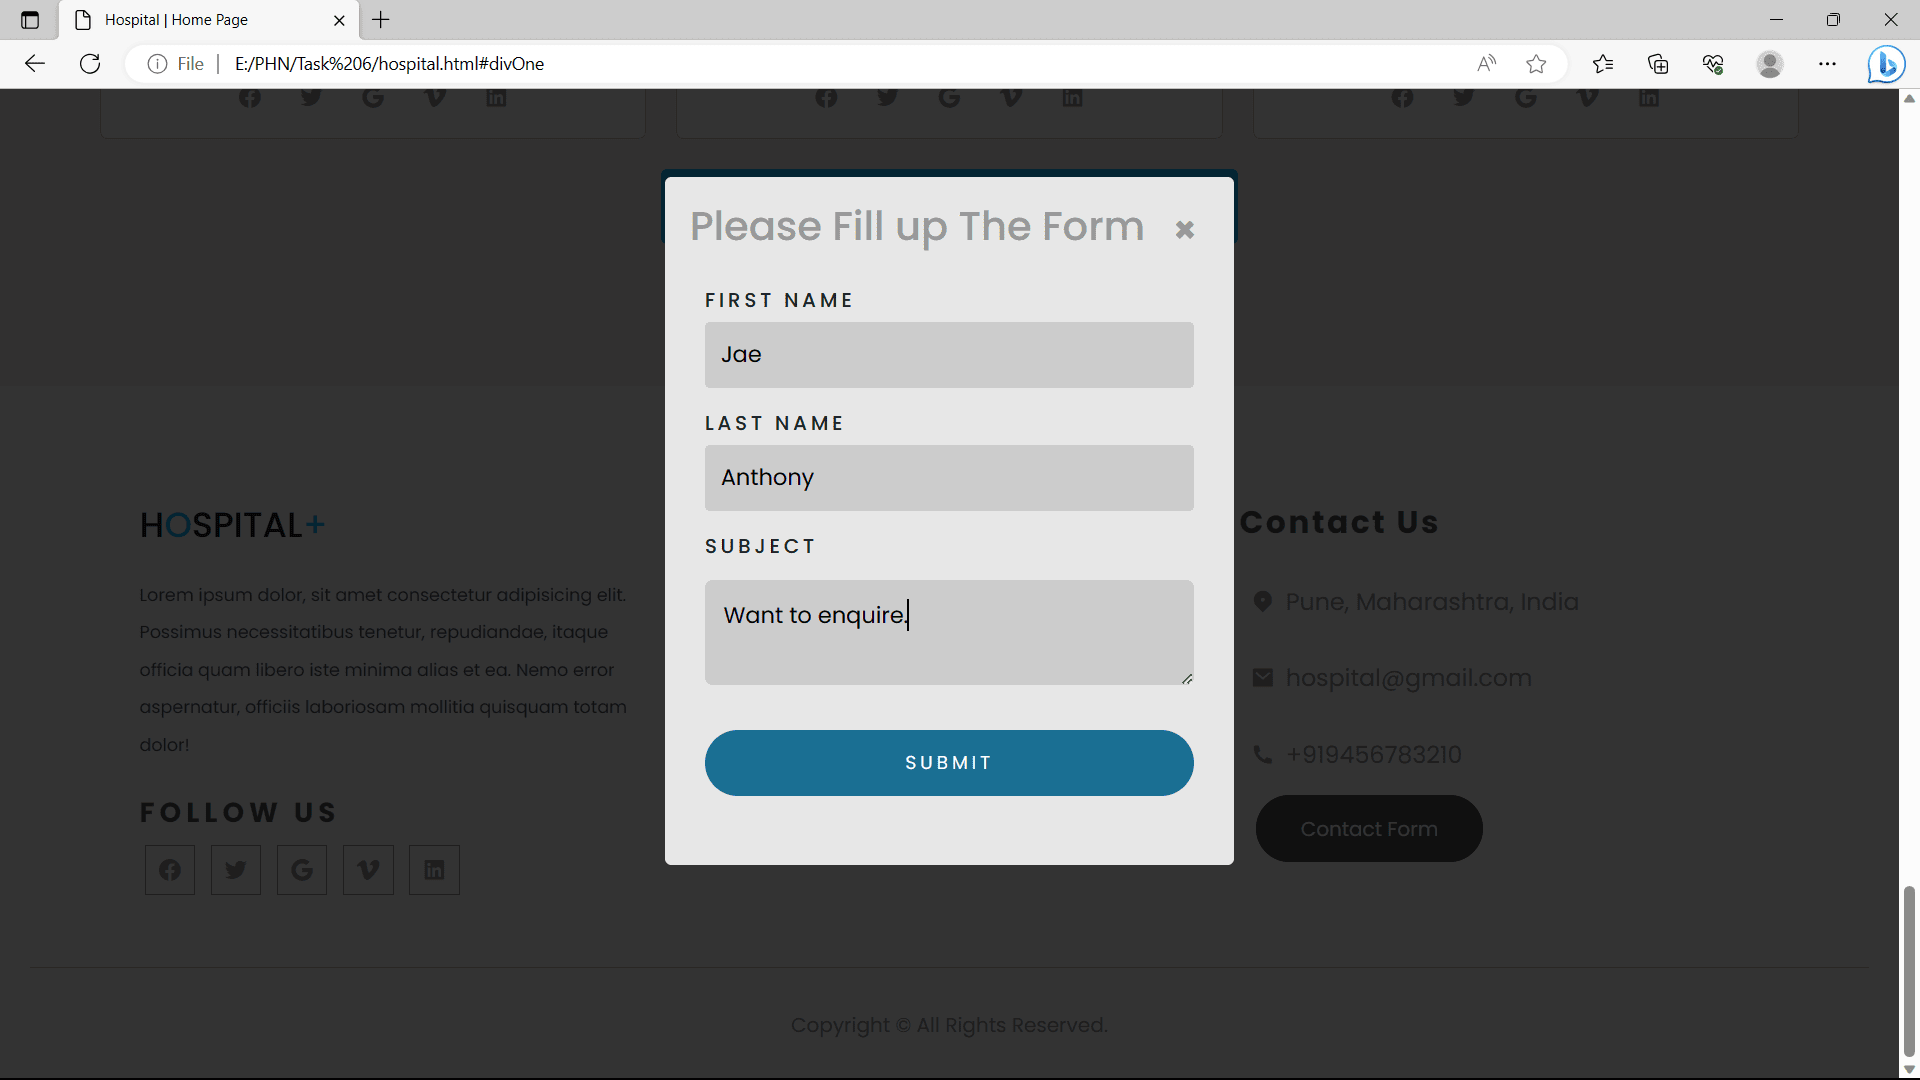 Hospital | Home Page
File
E:/PHN/Task%206/hospital.html#divOne
Please Fill up The Form
FIRST NAME
Jae
LAST NAME
Anthony
SUBJECT
Want to enquire.
SUBMIT
HOSPITAL+
Lorem ipsum dolor, sit amet consectetur adipisicing elit.
Possimus necessitatibus tenetur, repudiandae, itaque
officia quam libero iste minima alias et ea. Nemo error
aspernatur, officiis laboriosam mollitia quisquam totam
dolor!
FOLLOW US
Contact Us
Pune, Maharashtra, India
hospital@gmail.com
+919456783210
Contact Form
Copyright © All Rights Reserved.